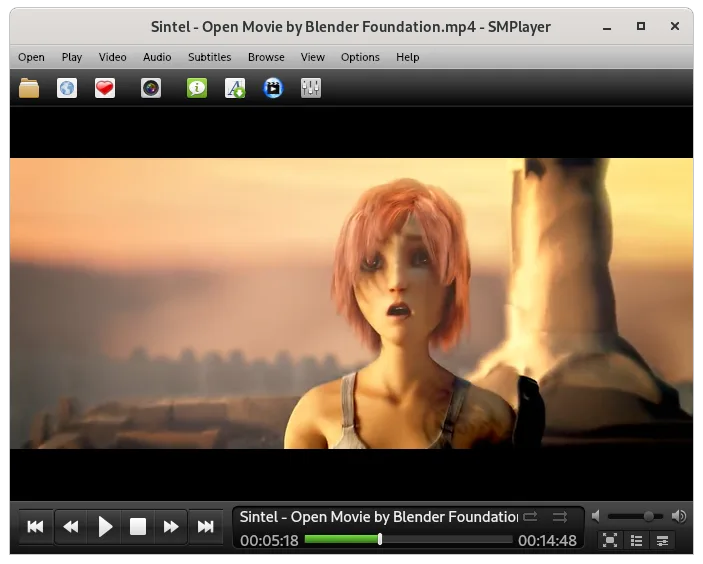 Sintel - Open Movie by Blender Foundation.mp4 - SMPlayer
Open Play Video Audio Subtitles Browse View Options Help
Sintel - Open Movie by Blender Foundatio
00:05:18 00:14:48